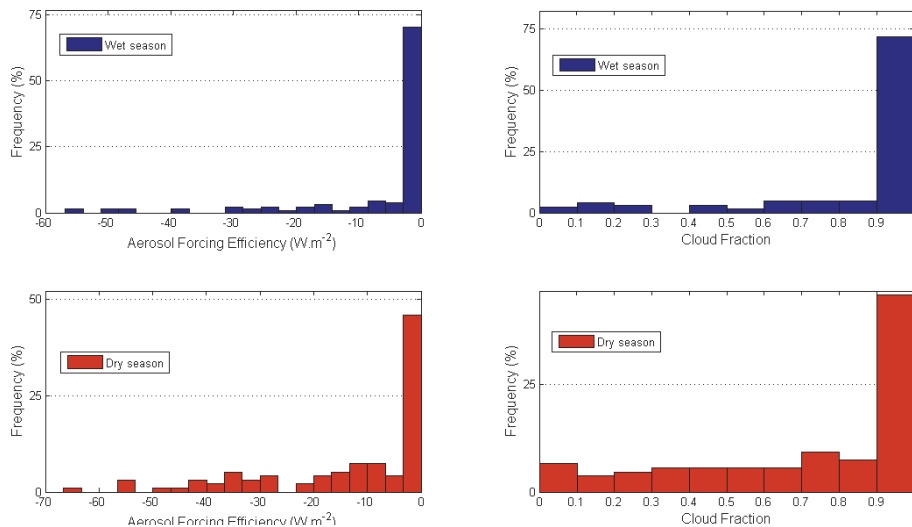 75
50
25
0
Frequency (%)
Wet season
-60 -50 -40 -30 -20 -10 0
Aerosol Forcing Efficiency (W.m-2)
75
50
25
0
Frequency (%)
Wet season
0 0.1 0.2 0.3 0.4 0.5 0.6 0.7 0.8 0.9
Cloud Fraction
50
25
0
Frequency (%)
Dry season
-70 -60 -50 -40 -30 -20 -10 0
Aerosol Forcing Efficiency (W.m-2)
25
0
Frequency (%)
Dry season
0 0.1 0.2 0.3 0.4 0.5 0.6 0.7 0.8 0.9
Cloud Fraction